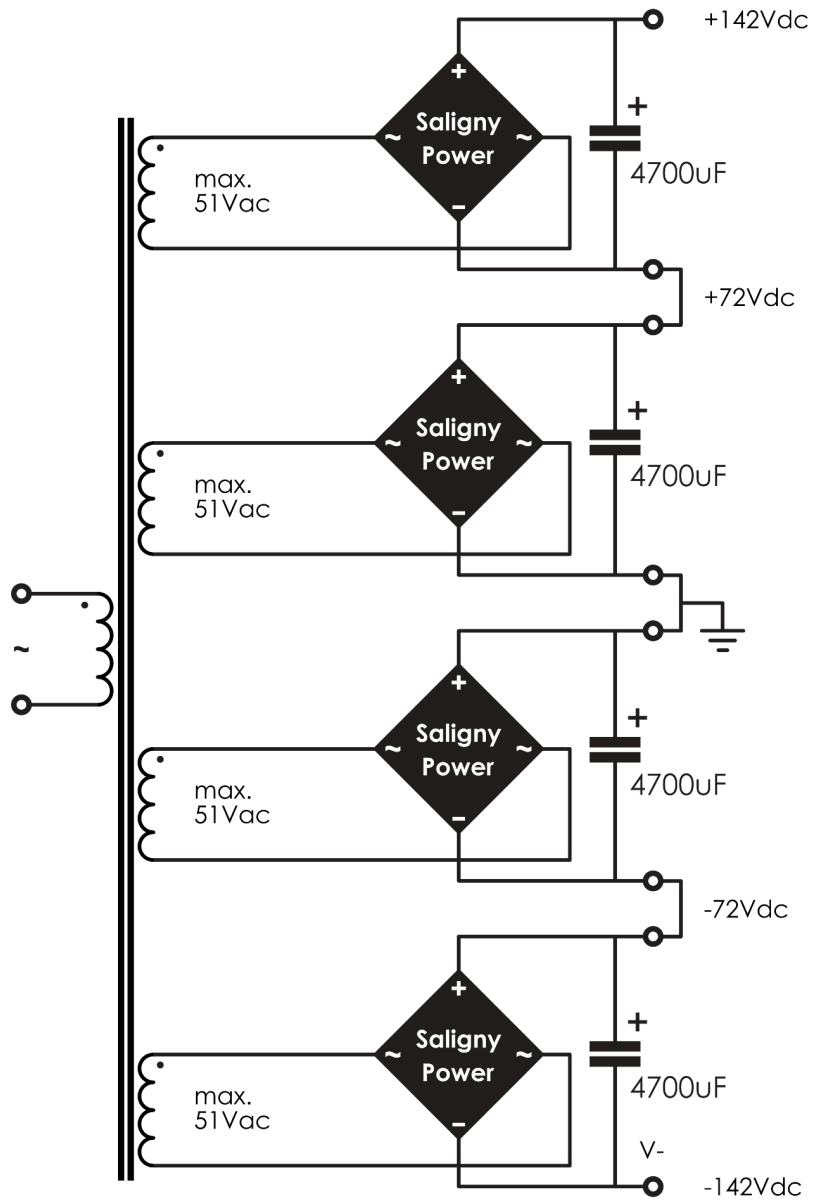 +142Vdc
+
Saligny
~ ~
Power
-
+
4700uF
max.
51Vac
+72Vdc
+
Saligny
~ ~
Power
-
+
4700uF
max.
51Vac
~
+
Saligny
~ ~
Power
-
+
4700uF
max.
51Vac
-72Vdc
+
Saligny
~ ~
Power
-
+
4700uF
max.
51Vac
V-
-142Vdc